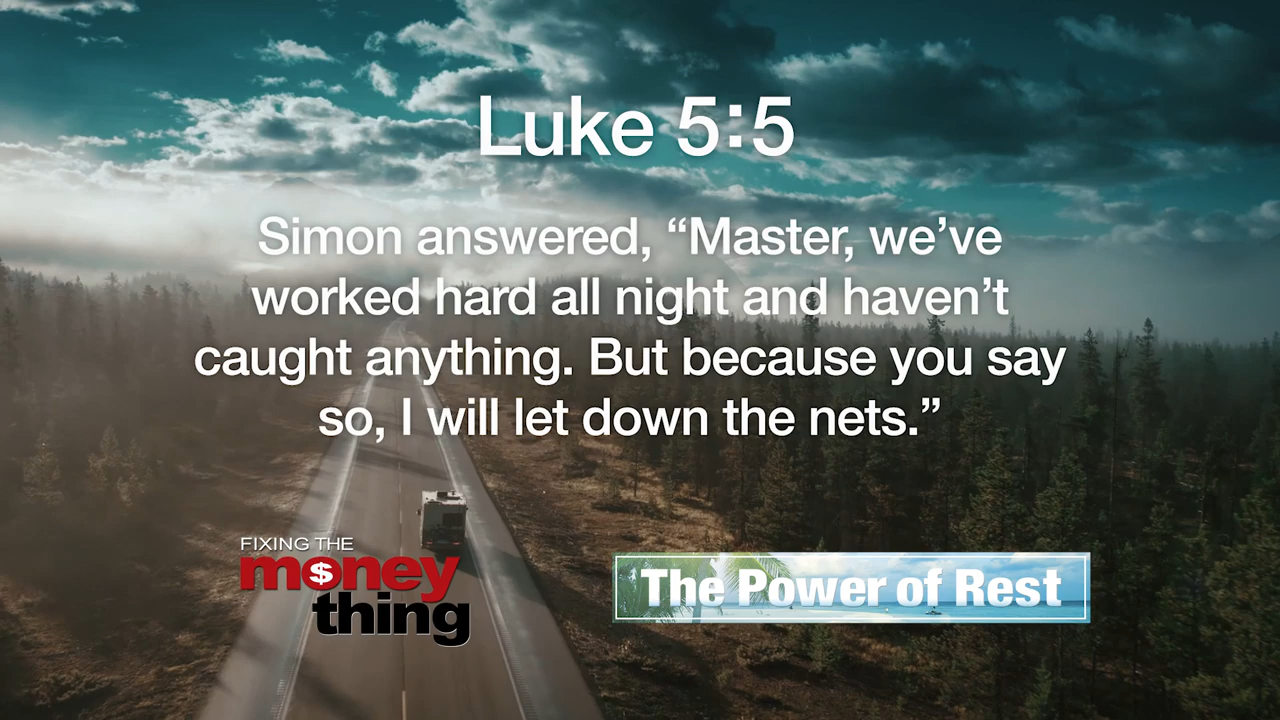 Luke 5:5
Simon answered, “Master, we’ve
worked hard all night and haven’t
caught anything. But because you say
so, I will let down the nets.”
FIXING THE
money
thing
The Power of Rest